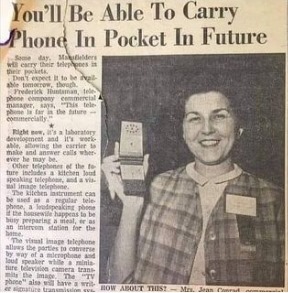 You'll Be Able To Carry
Phone In Pocket In Future
Some day, Mansfielders
will carry their telephones in
their pockets.
Don't expect it to be avail-
able tomorrow, though.
Frederick Huntsman, tele-
phone company commercial
manager, says, "This tele-
phone is far in the future —
commercially."
Right now, it's a laboratory
development and it's work-
able, allowing the carrier to
make and answer calls wher-
ever he may be.
Other telephones of the fu-
ture includes a kitchen loud
speaking telephone, and a vis-
ual image telephone.
The kitchen instrument can
be used as a regular tele-
phone, a loudspeaking phone
if the housewife happens to be
busy preparing a meal, or as
an intercom station for the
home.
The visual image telephone
allows the parties to converse
by way of a microphone and
loud speaker while a minia-
ture television camera trans-
mits the image. The "TV
phone" also will have a writ-
er signature transmission sys-
HOW ABOUT THIS? — Mrs. Jean Conrad, commercial